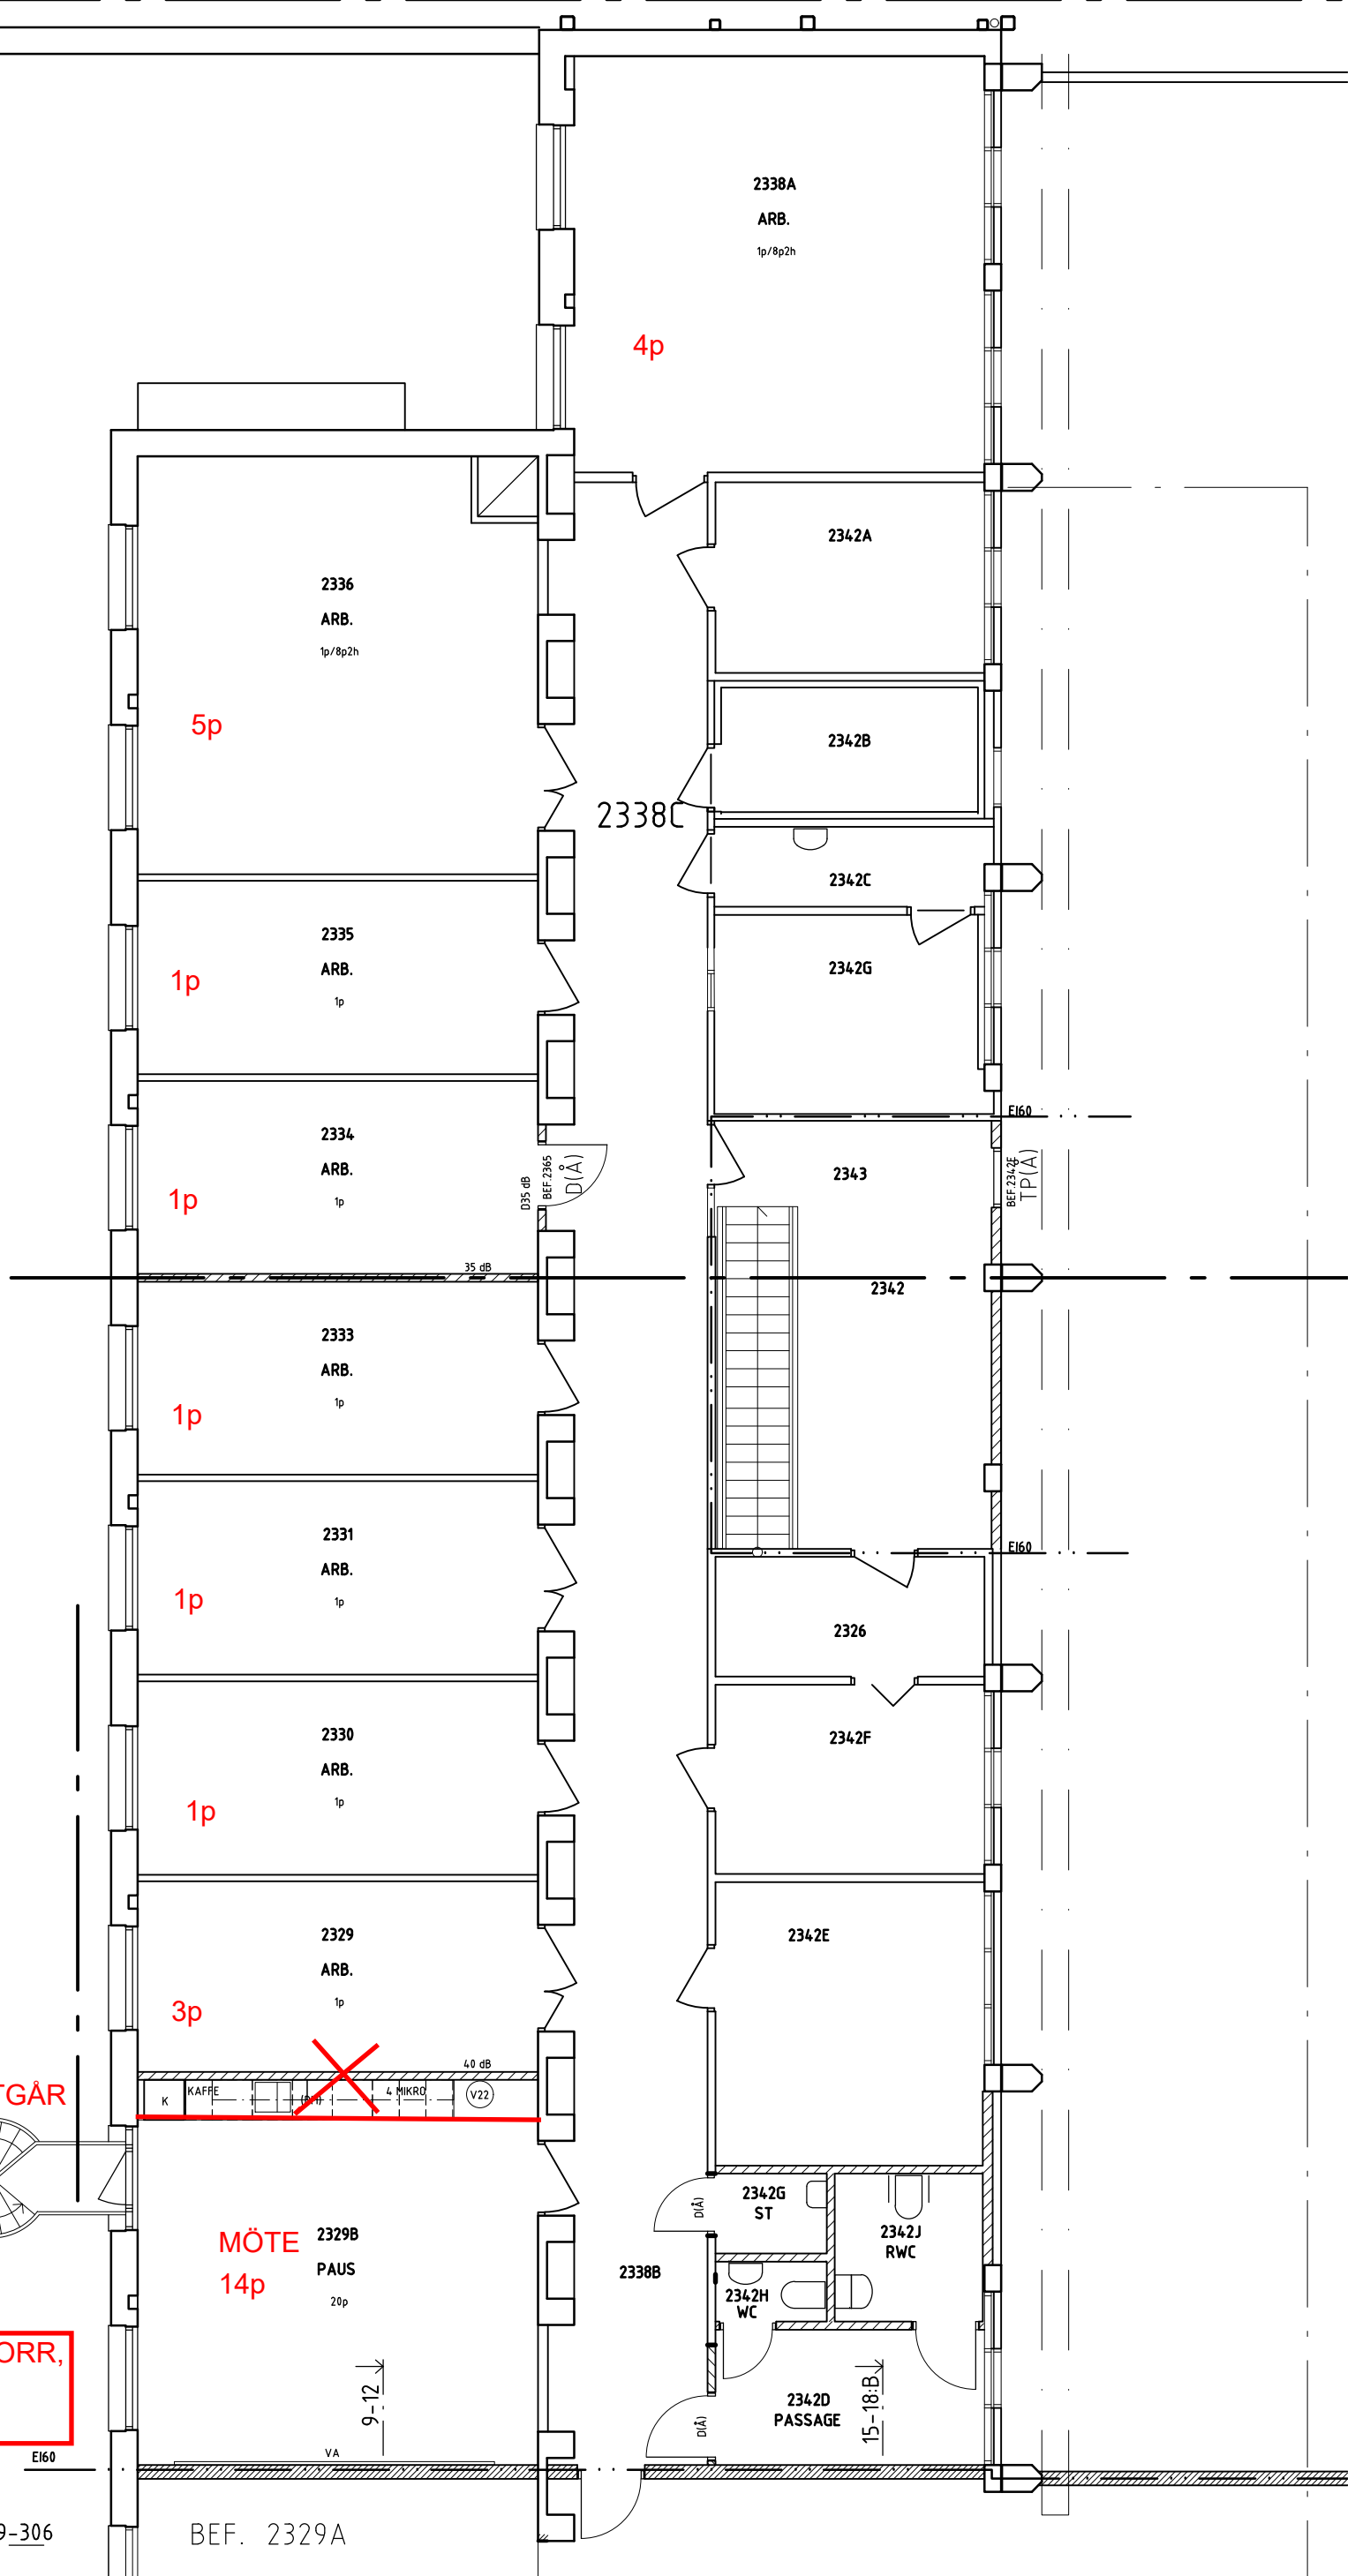 2338A
ARB.
1p/8p2h
4p
2342A
2336
ARB.
1p/8p2h
5p
2342B
2338C
2342C
2335
ARB.
1p
1p
2342G
EI60
2334
ARB.
1p
1p
D35 dB
BEF.2365
D(Å)
2343
BEF.2342E
TP(Å)
35 dB
2342
2333
ARB.
1p
1p
2331
ARB.
1p
1p
EI60
2326
2330
ARB.
1p
1p
2342F
2329
ARB.
1p
3p
2342E
40 dB
TGÅR
K
KAFFE
4 MIKRO
V22
2342G
ST
D(Å)
2342J
RWC
MÖTE
14p
2329B
PAUS
20p
2338B
2342H
WC
ORR,
9-12
2342D
PASSAGE
15-18:B
D(Å)
VA
EI60
9-306
BEF. 2329A